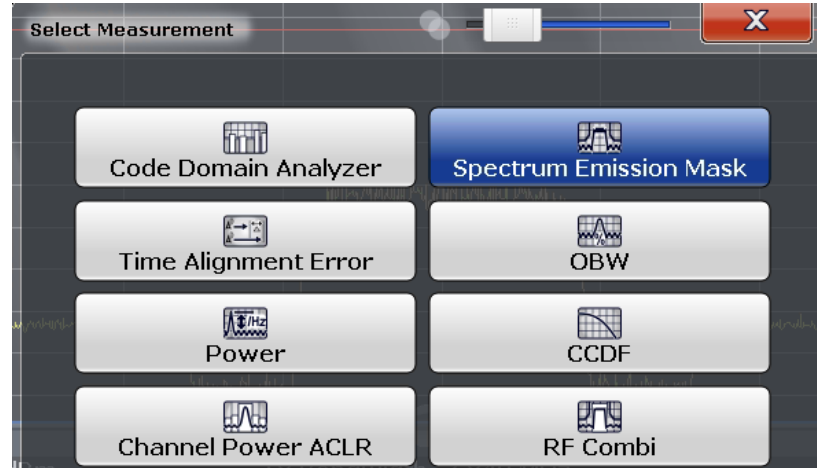 Select Measurement
X
Code Domain Analyzer
Spectrum Emission Mask
Time Alignment Error
OBW
Power
CCDF
Channel Power ACLR
RF Combi